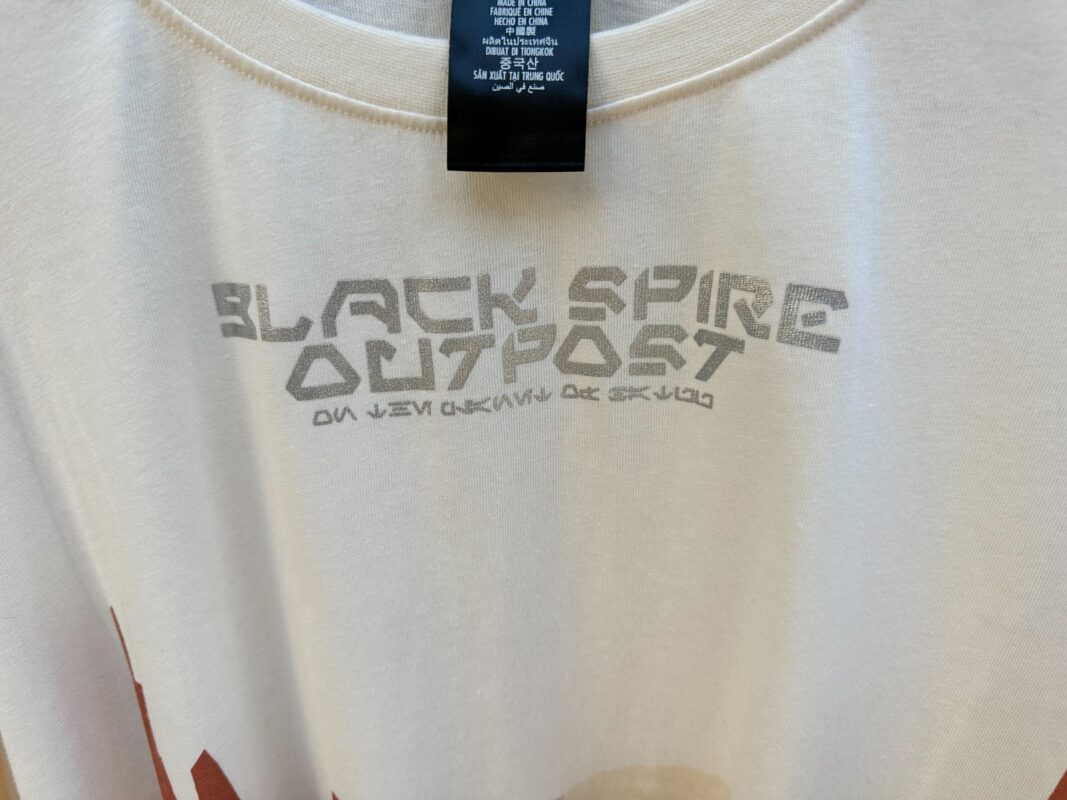 MADE IN CHINA
FABRIQUÉ EN CHINE
HECHO EN CHINA
中國製
ผลิตในประเทศจีน
DIBUAT DI TIONGKOK
중국산
SẢN XUẤT TẠI TRUNG QUỐC
صنع في الصين
BLACK SPIRE
OUTPOST